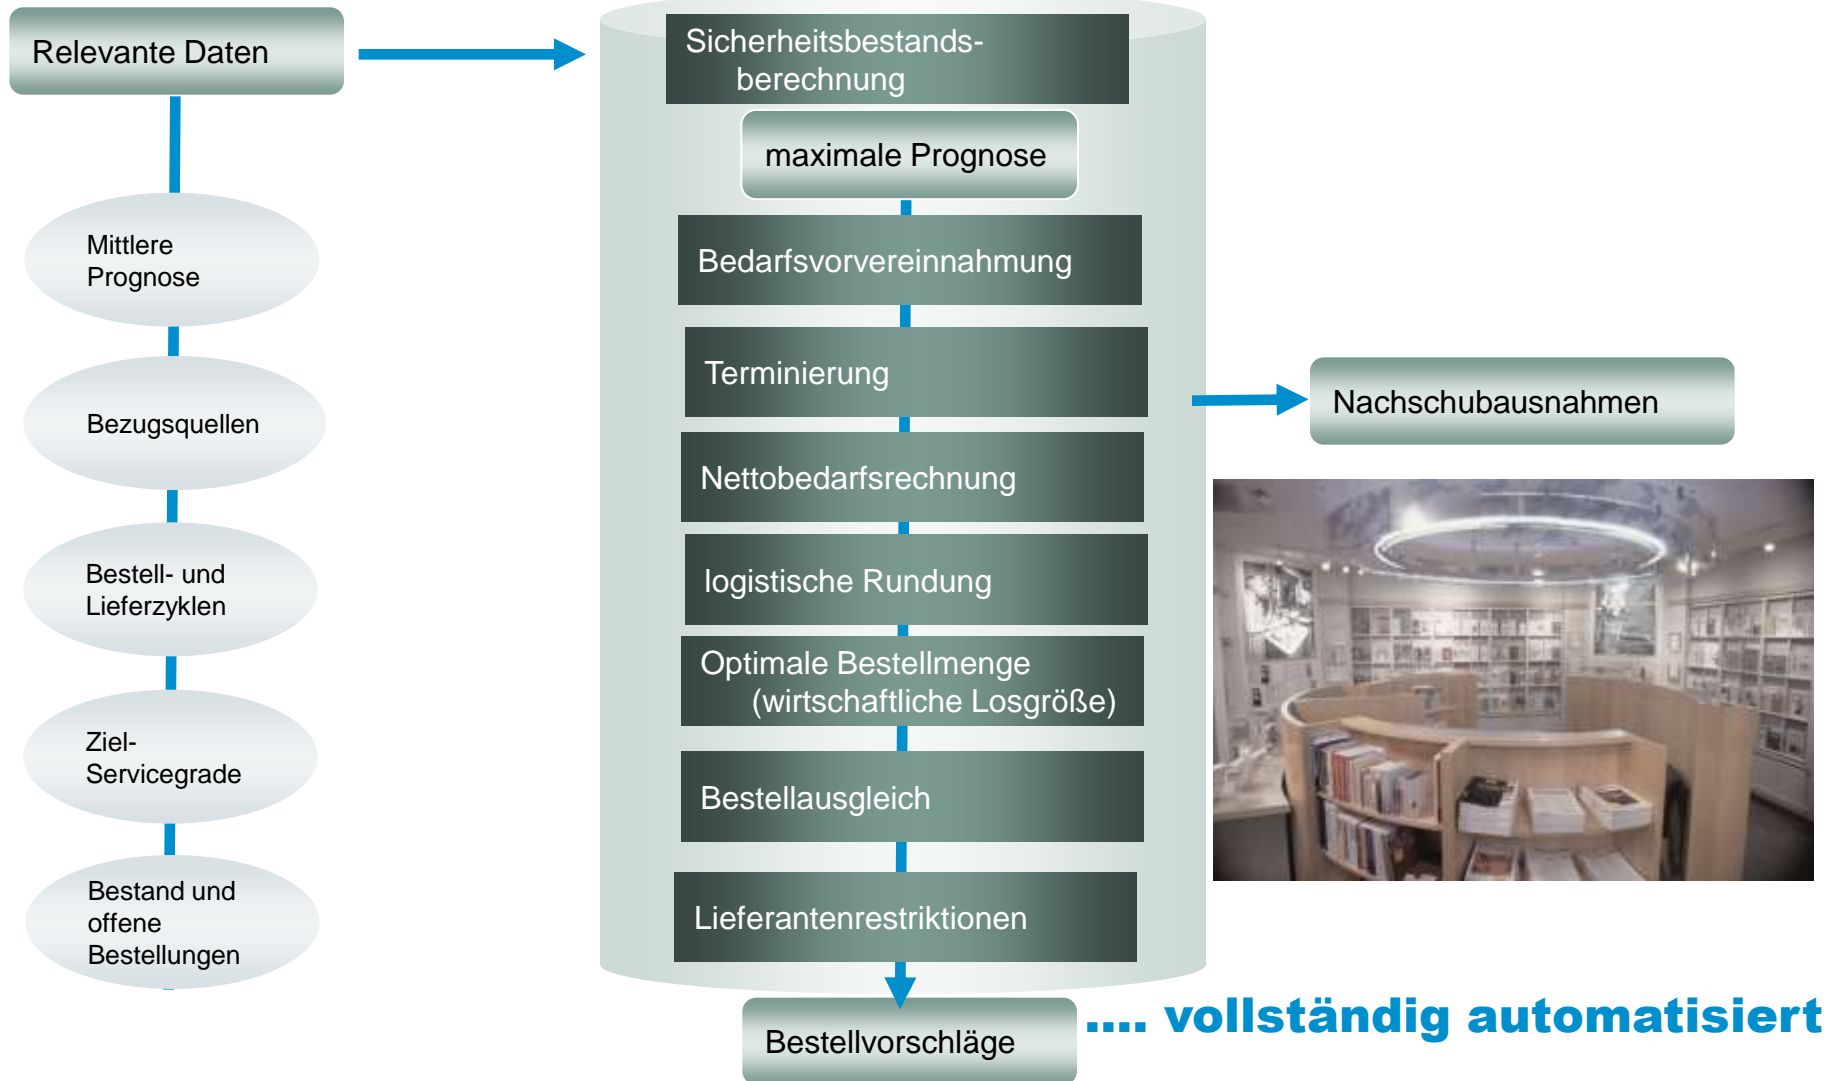 Relevante Daten
Mittlere
Prognose
Bezugsquellen
Bestell- und
Lieferzyklen
Ziel-
Servicegrade
Bestand und
offene
Bestellungen
Sicherheitsbestands-
berechnung
maximale Prognose
Bedarfsvorvereinnahmung
Terminierung
Nettobedarfsrechnung
logistische Rundung
Optimale Bestellmenge
(wirtschaftliche Losgröße)
Bestellausgleich
Lieferantenrestriktionen
Bestellvorschläge
Nachschubausnahmen
.... vollständig automatisiert